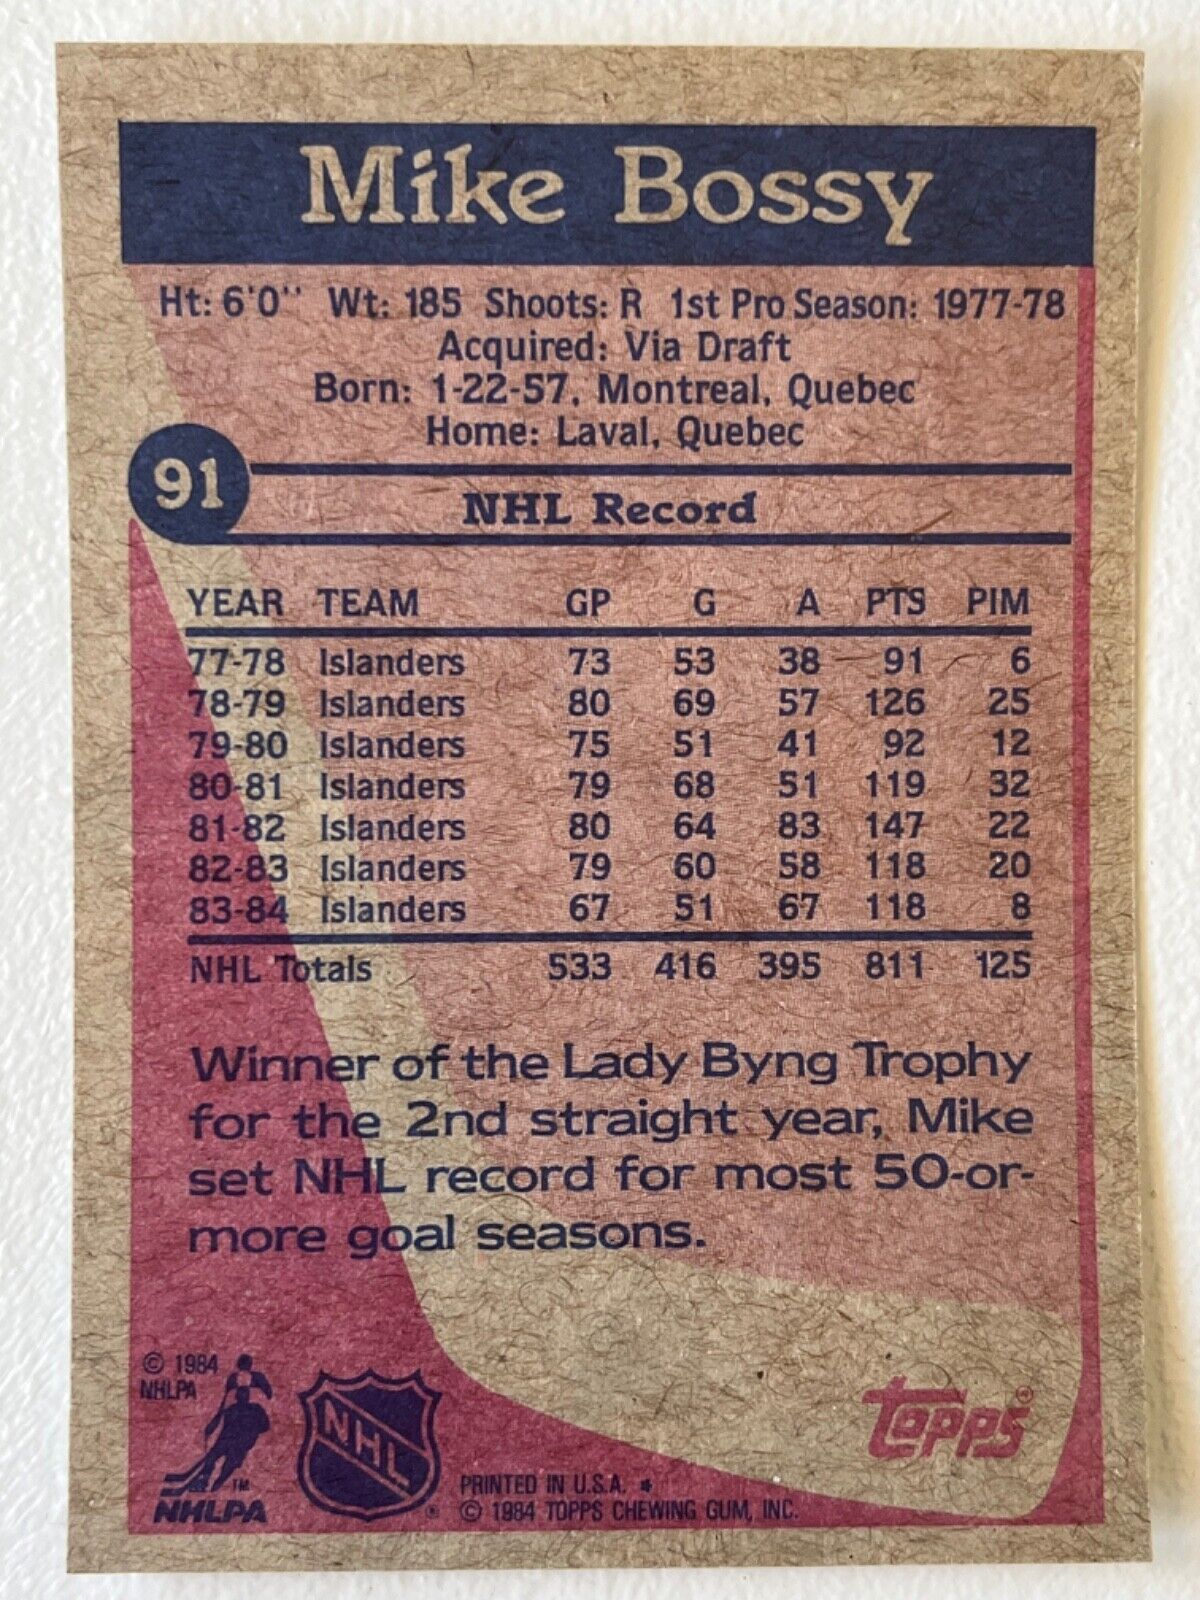 Mike Bossy
Ht: 6'0" Wt: 185 Shoots: R 1st Pro Season: 1977-78
Acquired: Via Draft
Born: 1-22-57, Montreal, Quebec
Home: Laval, Quebec
91
NHL Record
YEAR TEAM GP G A PTS PIM
77-78 Islanders 73 53 38 91 6
78-79 Islanders 80 69 57 126 25
79-80 Islanders 75 51 41 92 12
80-81 Islanders 79 68 51 119 32
81-82 Islanders 80 64 83 147 22
82-83 Islanders 79 60 58 118 20
83-84 Islanders 67 51 67 118 8
NHL Totals 533 416 395 811 125
Winner of the Lady Byng Trophy
for the 2nd straight year, Mike
set NHL record for most 50-or-
more goal seasons.
© 1984
NHLPA
™
NHLPA
NHL
®
topps®
PRINTED IN U.S.A. *
© 1984 TOPPS CHEWING GUM, INC.